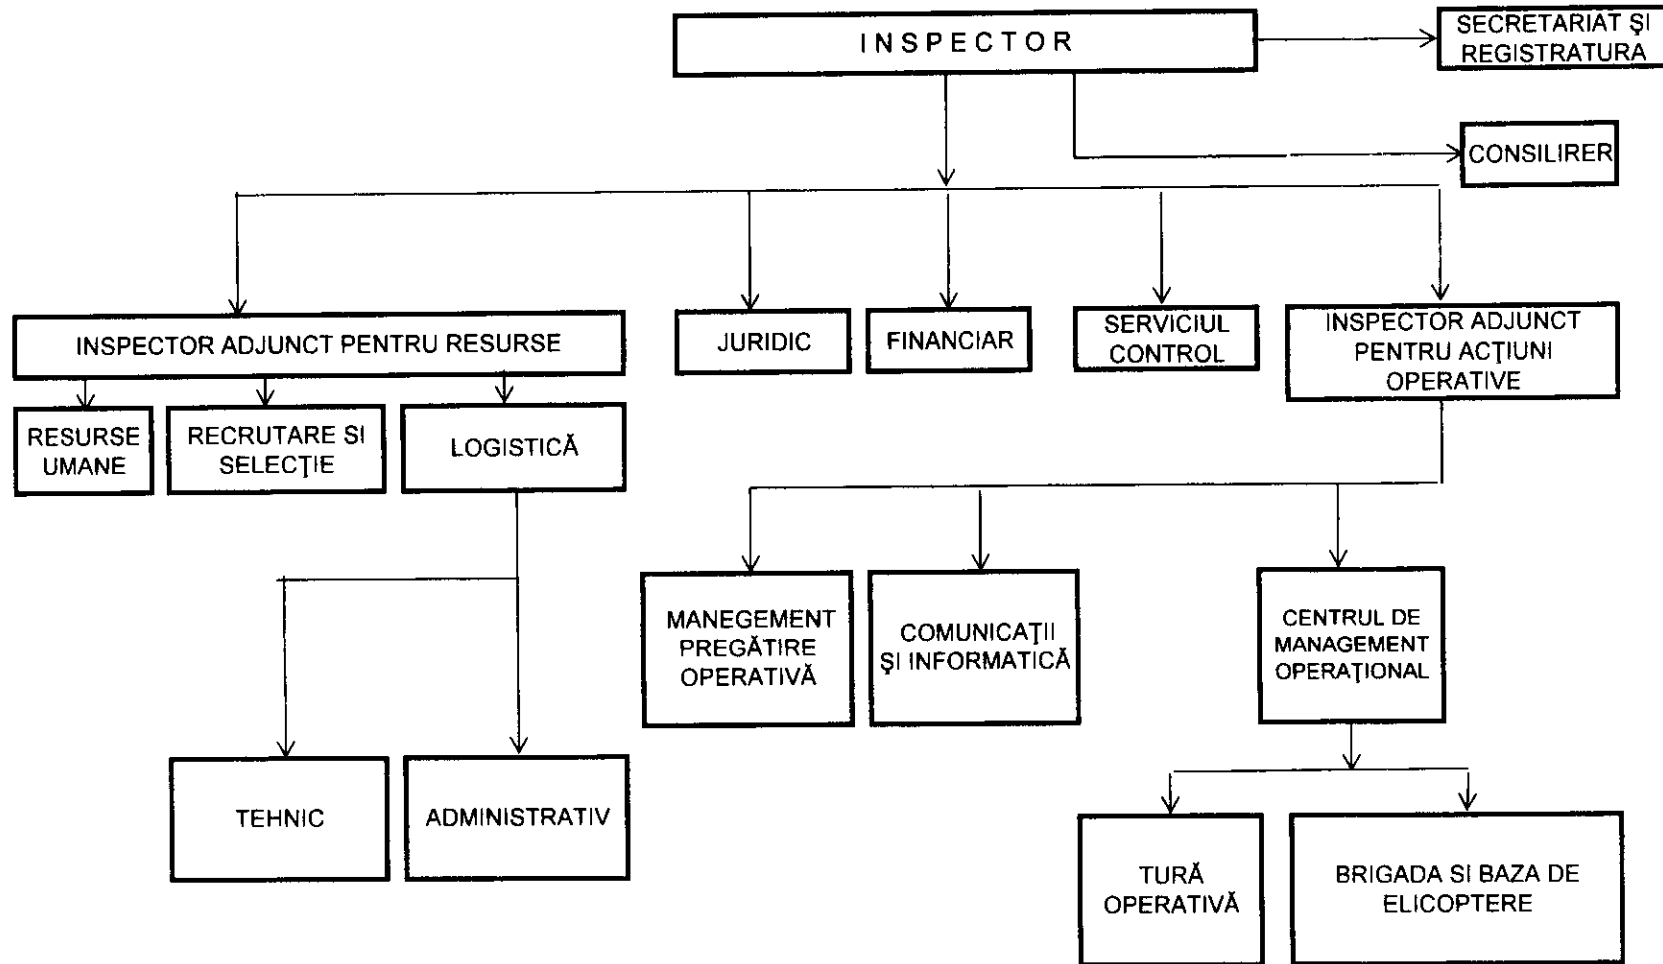 INSPECTOR
SECRETARIAT ŞI
REGISTRATURA
CONSILIRER
INSPECTOR ADJUNCT PENTRU RESURSE
JURIDIC
FINANCIAR
SERVICIUL
CONTROL
INSPECTOR ADJUNCT
PENTRU ACŢIUNI
OPERATIVE
RESURSE
UMANE
RECRUTARE SI
SELECŢIE
LOGISTICĂ
MANEGEMENT
PREGĂTIRE
OPERATIVĂ
COMUNICAŢII
ŞI INFORMATICĂ
CENTRUL DE
MANAGEMENT
OPERAŢIONAL
TEHNIC
ADMINISTRATIV
TURĂ
OPERATIVĂ
BRIGADA SI BAZA DE
ELICOPTERE